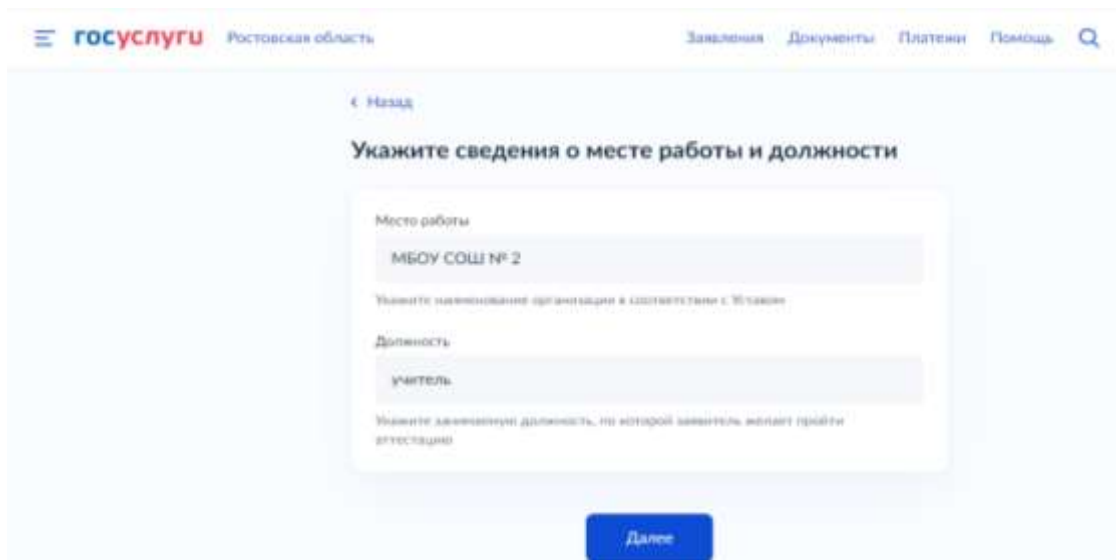 госуслуги Ростовская область Заявления Документы Платежи Помощь
Назад
Укажите сведения о месте работы и должности
Место работы
МБОУ СОШ № 2
Укажите наименование организации в соответствии с Уставом
Должность
учитель
Укажите занимаемую должность, по которой заявитель желает пройти
аттестацию
Далее